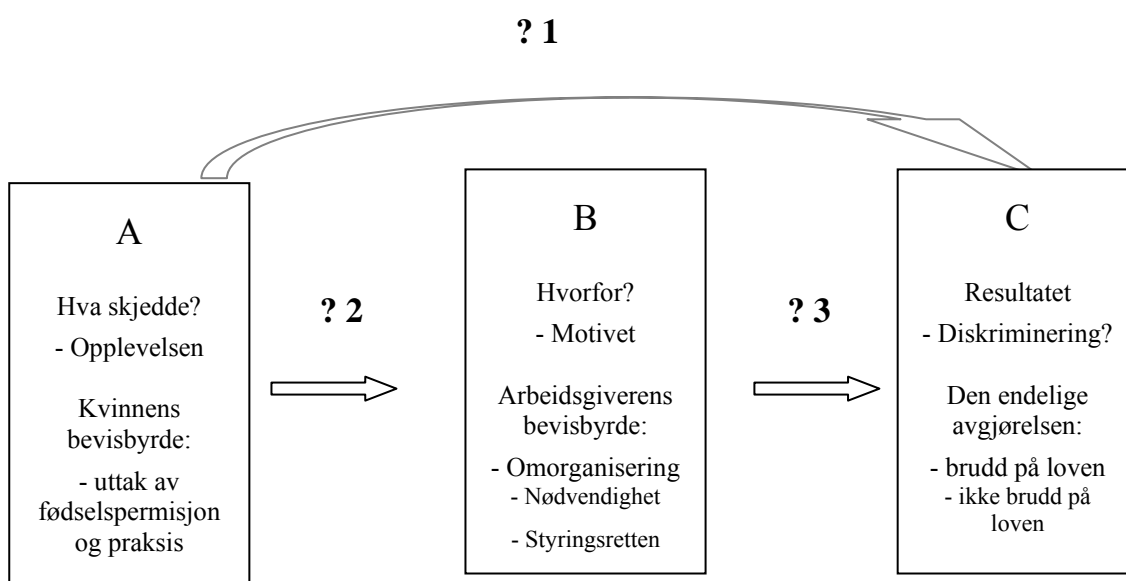 ? 1
A
Hva skjedde?
- Opplevelsen
Kvinnens
bevisbyrde:
- uttak av
fødselspermisjon
og praksis
? 2
B
Hvorfor?
- Motivet
Arbeidsgiverens
bevisbyrde:
- Omorganisering
- Nødvendighet
- Styringsretten
? 3
C
Resultatet
- Diskriminering?
Den endelige
avgjørelsen:
- brudd på loven
- ikke brudd på
loven